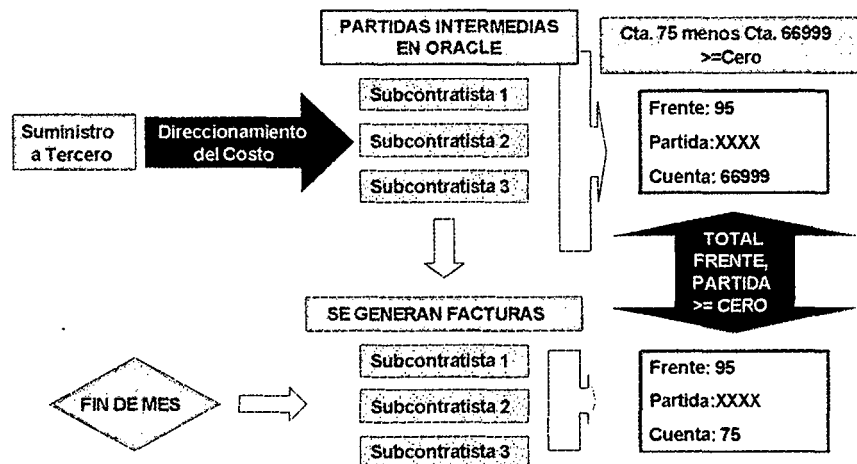 PARTIDAS INTERMEDIAS
EN ORACLE
Cta. 75 menos Cta. 66999
>=Cero
Subcontratista 1
Subcontratista 2
Subcontratista 3
Suministro
a Tercero
Direccionamiento
del Costo
Frente: 95
Partida:XXXX
Cuenta: 66999
TOTAL
FRENTE,
PARTIDA
>= CERO
SE GENERAN FACTURAS
Subcontratista 1
Subcontratista 2
Subcontratista 3
FIN DE MES
Frente: 95
Partida:XXXX
Cuenta: 75